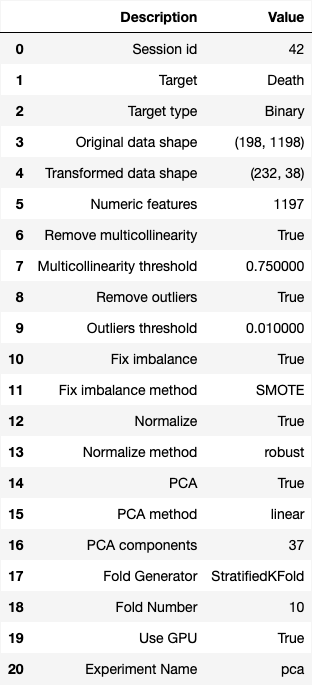 Description Value
0 Session id 42
1 Target Death
2 Target type Binary
3 Original data shape (198, 1198)
4 Transformed data shape (232, 38)
5 Numeric features 1197
6 Remove multicollinearity True
7 Multicollinearity threshold 0.750000
8 Remove outliers True
9 Outliers threshold 0.010000
10 Fix imbalance True
11 Fix imbalance method SMOTE
12 Normalize True
13 Normalize method robust
14 PCA True
15 PCA method linear
16 PCA components 37
17 Fold Generator StratifiedKFold
18 Fold Number 10
19 Use GPU True
20 Experiment Name pca